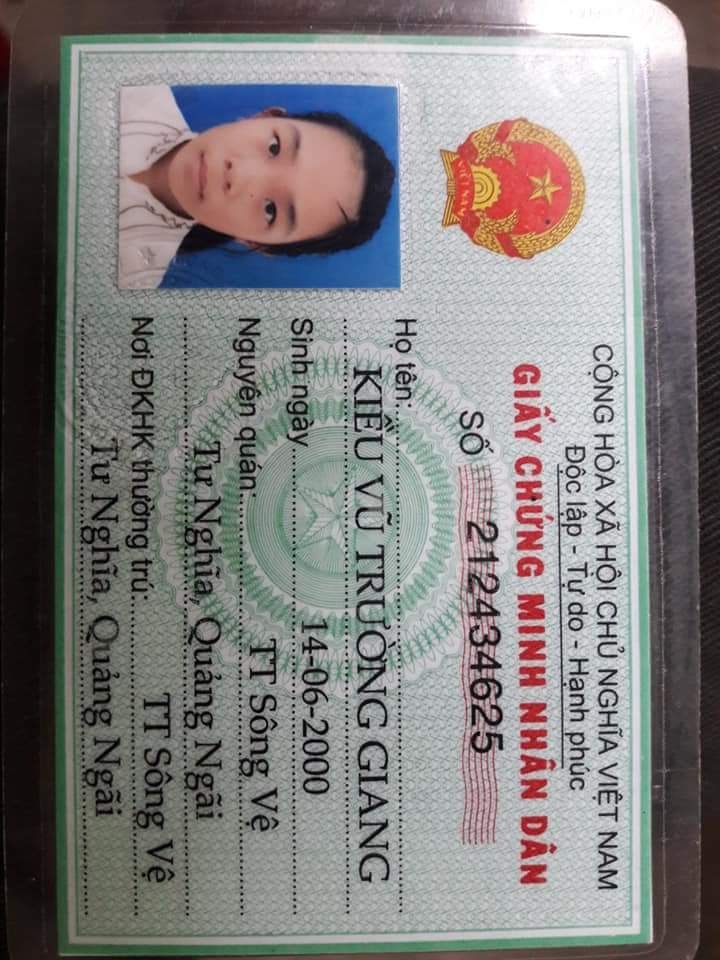 CỘNG HÒA XÃ HỘI CHỦ NGHĨA VIỆT NAM
Độc lập - Tự do - Hạnh phúc
GIẤY CHỨNG MINH NHÂN DÂN
SỐ 212434625
VIỆT NAM
Họ tên:
KIỀU VŨ TRƯỜNG GIANG
Sinh ngày 14-06-2000
Nguyên quán: TT Sông Vệ
Tư Nghĩa, Quảng Ngãi
Nơi ĐKHK thường trú: TT Sông Vệ
Tư Nghĩa, Quảng Ngãi